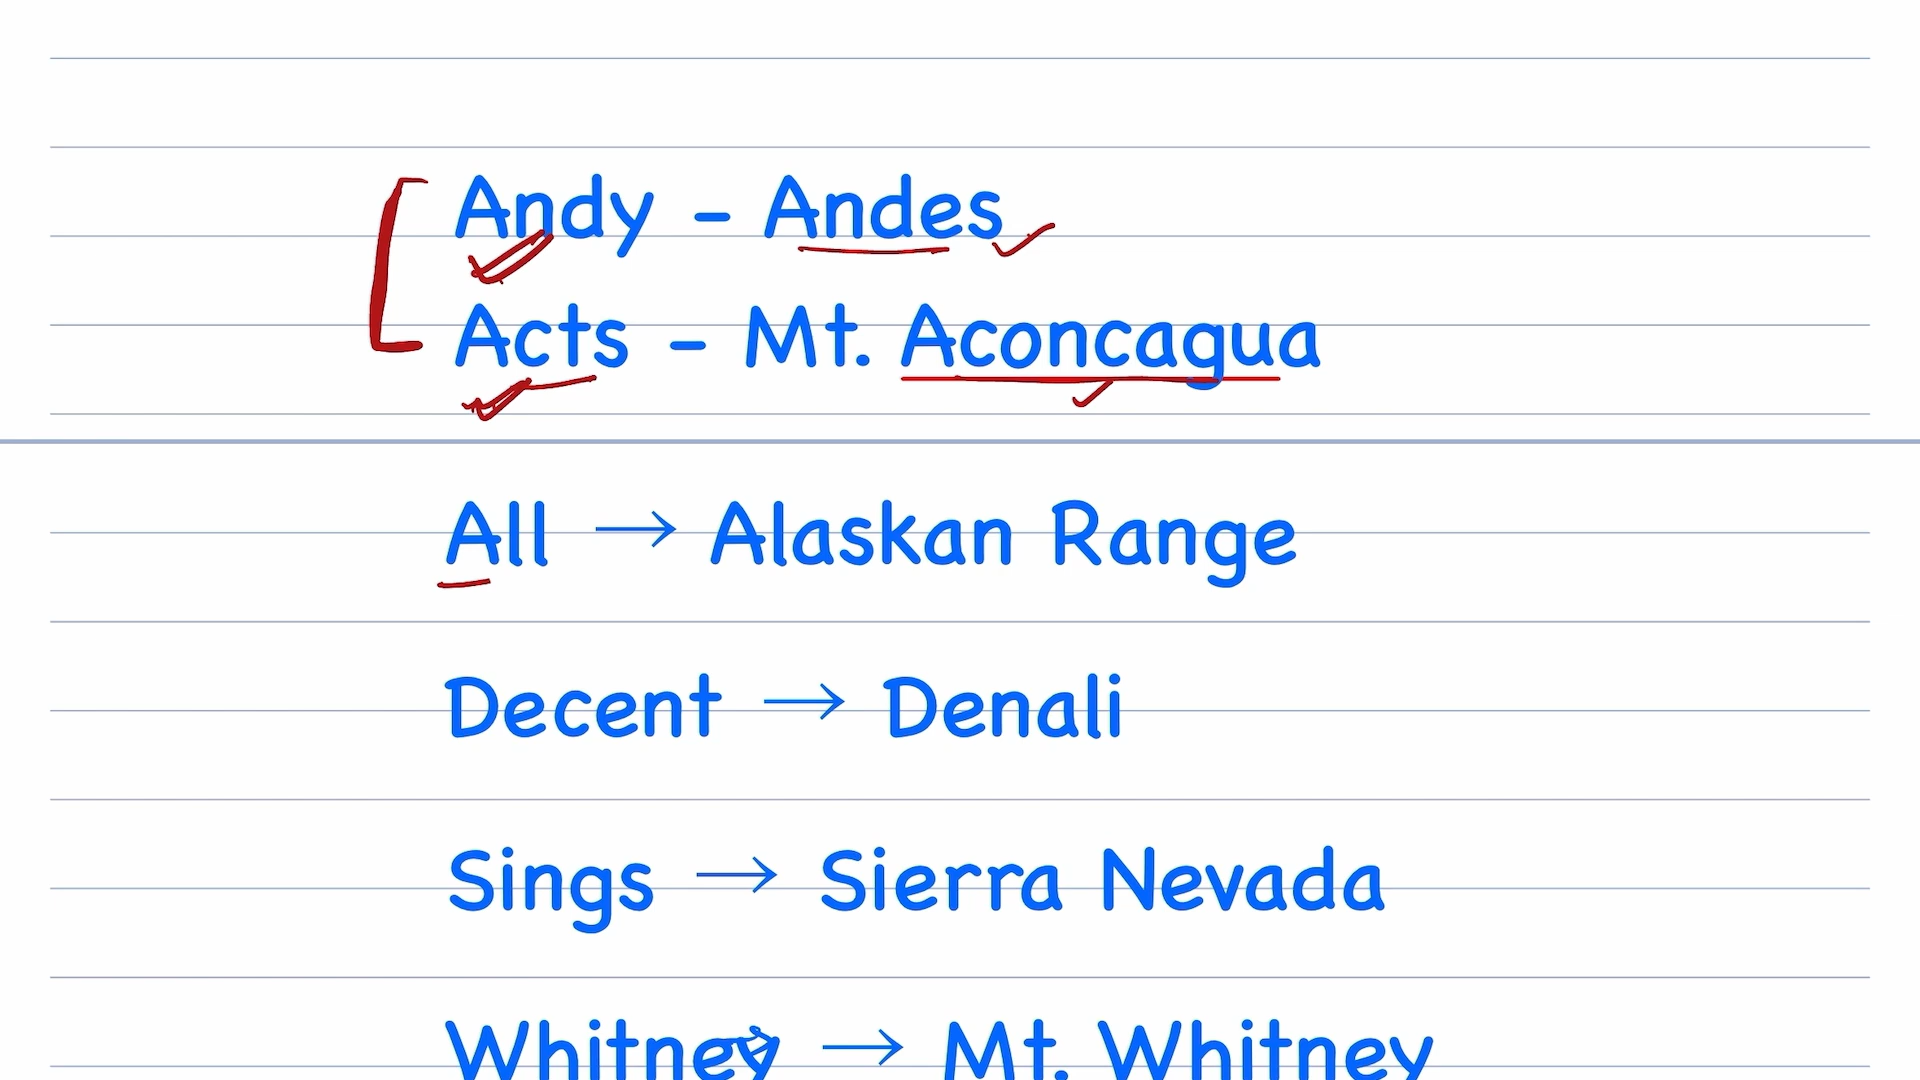 Andy - Andes
Acts - Mt. Aconcagua
All → Alaskan Range
Decent → Denali
Sings → Sierra Nevada
Whitney → Mt. Whitney